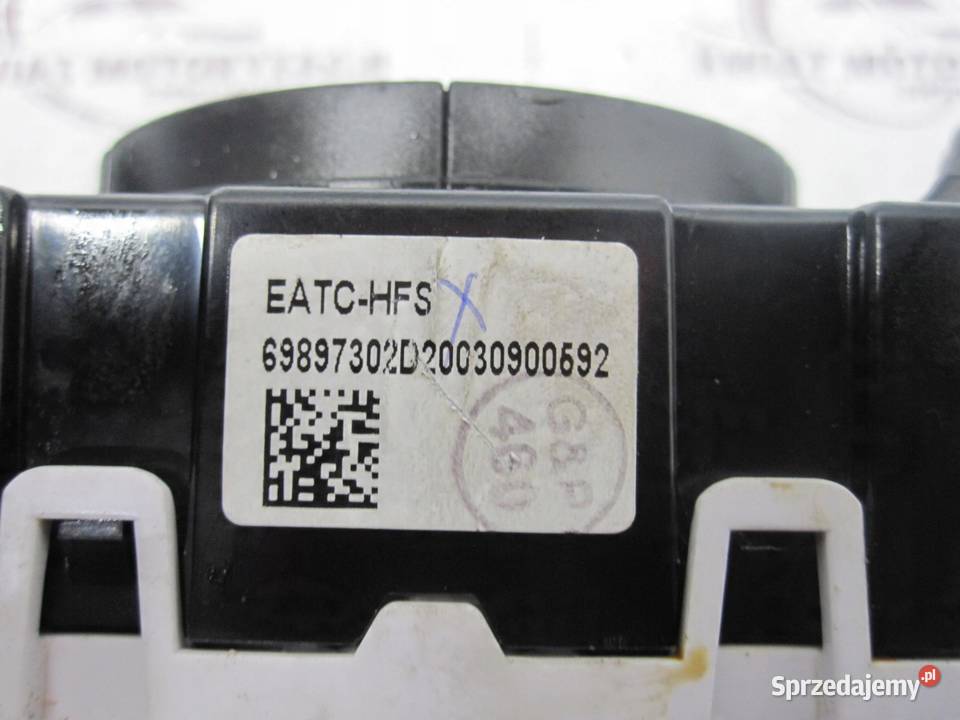 EATC-HFS X
69897302D20030900592
G&P
460
Sprzedajemy.pl